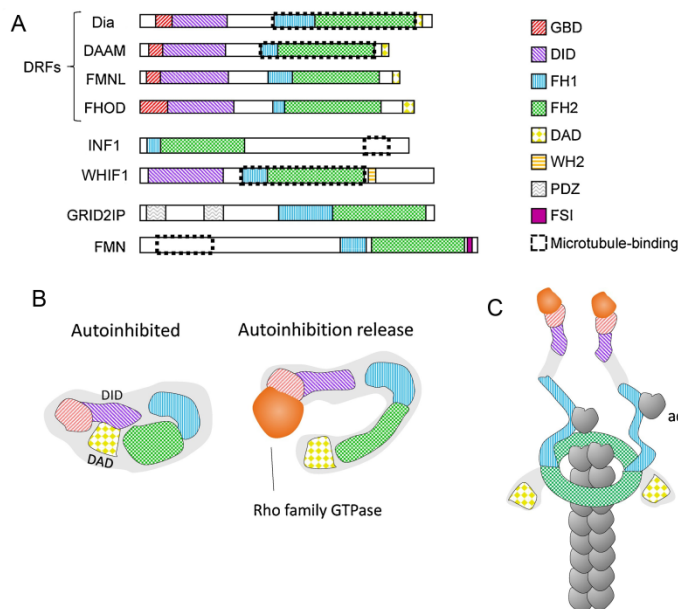 A
DRFs
Dia
DAAM
FMNL
FHOD
INF1
WHIF1
GRID2IP
FMN
GBD
DID
FH1
FH2
DAD
WH2
PDZ
FSI
Microtubule-binding
B
Autoinhibited
Autoinhibition release
DID
DAD
Rho family GTPase
C